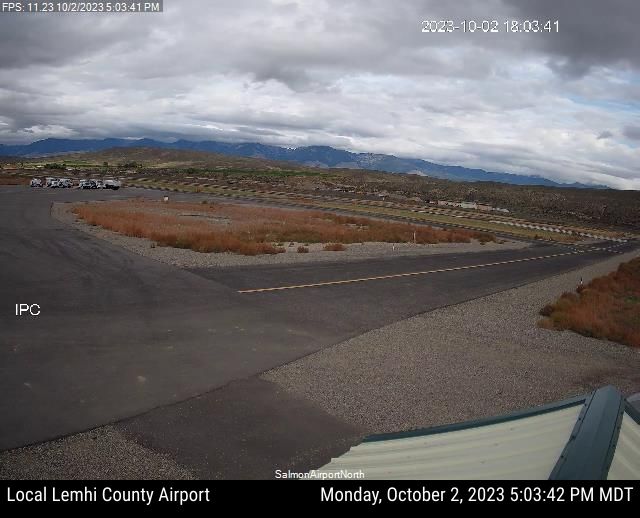 FPS: 11.23 10/2/2023 5:03:41 PM
2023-10-02 18:03:41
IPC
SalmonAirportNorth
Local Lemhi County Airport
Monday, October 2, 2023 5:03:42 PM MDT